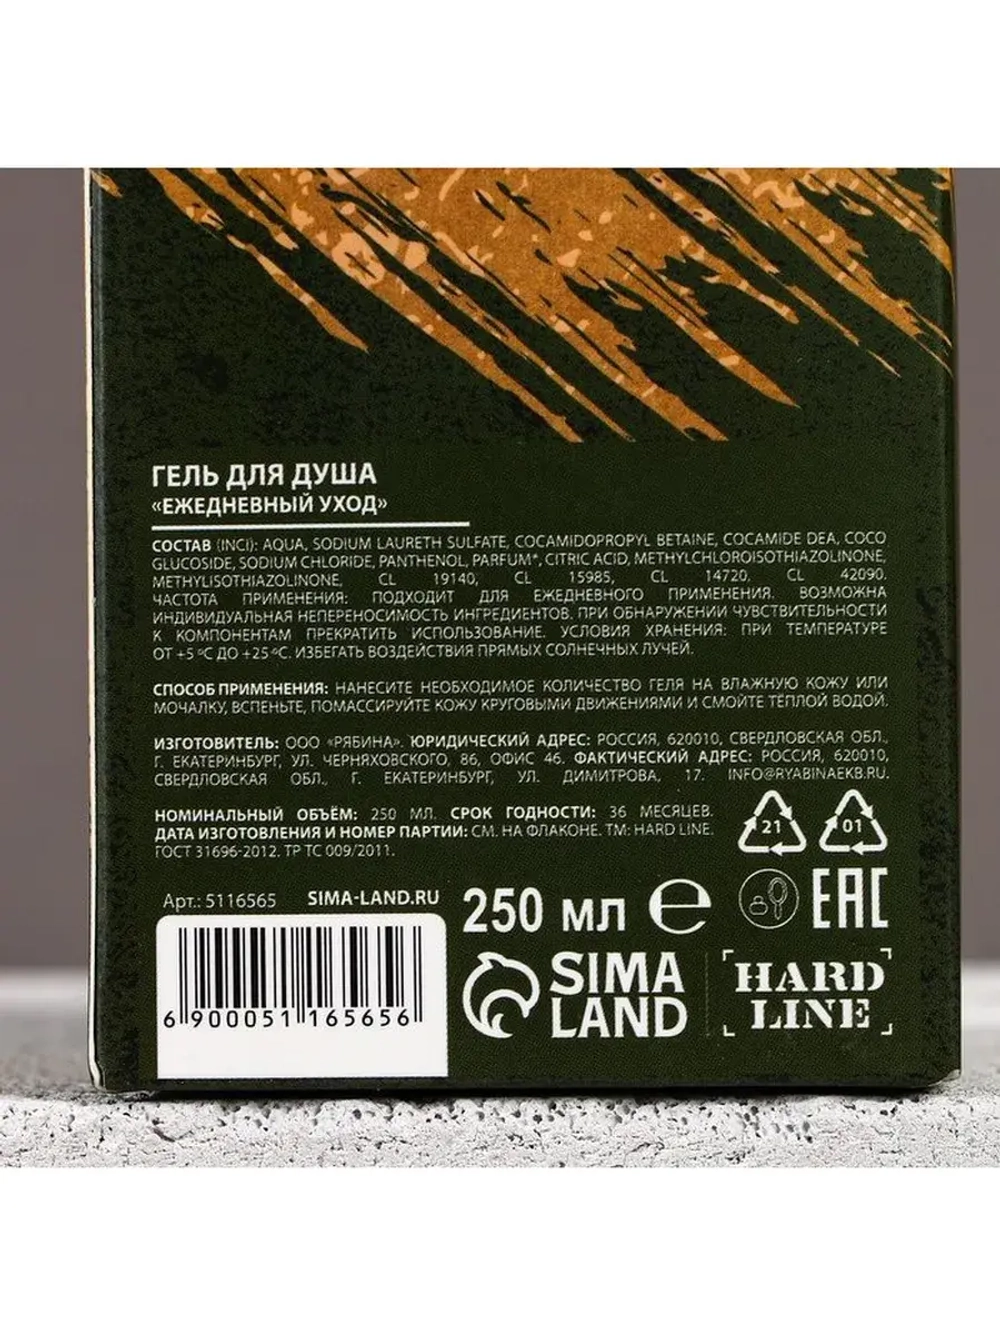 ГЕЛЬ ДЛЯ ДУША
«ЕЖЕДНЕВНЫЙ УХОД»
СОСТАВ (INCI): AQUA, SODIUM LAURETH SULFATE, COCAMIDOPROPYL BETAINE, COCAMIDE DEA, COCO
GLUCOSIDE, SODIUM CHLORIDE, PANTHENOL, PARFUM*, CITRIC ACID, METHYLCHLOROISOTHIAZOLINONE,
METHYLISOTHIAZOLINONE, CL 19140, CL 15985, CL 14720, CL 42090.
ЧАСТОТА ПРИМЕНЕНИЯ: ПОДХОДИТ ДЛЯ ЕЖЕДНЕВНОГО ПРИМЕНЕНИЯ. ВОЗМОЖНА
ИНДИВИДУАЛЬНАЯ НЕПЕРЕНОСИМОСТЬ ИНГРЕДИЕНТОВ. ПРИ ОБНАРУЖЕНИИ ЧУВСТВИТЕЛЬНОСТИ
К КОМПОНЕНТАМ ПРЕКРАТИТЬ ИСПОЛЬЗОВАНИЕ. УСЛОВИЯ ХРАНЕНИЯ: ПРИ ТЕМПЕРАТУРЕ
ОТ +5 ºС ДО +25 ºС. ИЗБЕГАТЬ ВОЗДЕЙСТВИЯ ПРЯМЫХ СОЛНЕЧНЫХ ЛУЧЕЙ.
СПОСОБ ПРИМЕНЕНИЯ: НАНЕСИТЕ НЕОБХОДИМОЕ КОЛИЧЕСТВО ГЕЛЯ НА ВЛАЖНУЮ КОЖУ ИЛИ
МОЧАЛКУ, ВСПЕНЬТЕ, ПОМАССИРУЙТЕ КОЖУ КРУГОВЫМИ ДВИЖЕНИЯМИ И СМОЙТЕ ТЁПЛОЙ ВОДОЙ.
ИЗГОТОВИТЕЛЬ: ООО «РЯБИНА». ЮРИДИЧЕСКИЙ АДРЕС: РОССИЯ, 620010, СВЕРДЛОВСКАЯ ОБЛ.,
Г. ЕКАТЕРИНБУРГ, УЛ. ЧЕРНЯХОВСКОГО, 86, ОФИС 46. ФАКТИЧЕСКИЙ АДРЕС: РОССИЯ, 620010,
СВЕРДЛОВСКАЯ ОБЛ., Г. ЕКАТЕРИНБУРГ, УЛ. ДИМИТРОВА, 17. INFO@RYABINAEKB.RU.
НОМИНАЛЬНЫЙ ОБЪЁМ: 250 МЛ. СРОК ГОДНОСТИ: 36 МЕСЯЦЕВ.
ДАТА ИЗГОТОВЛЕНИЯ И НОМЕР ПАРТИИ: СМ. НА ФЛАКОНЕ. ТМ: HARD LINE.
ГОСТ 31696-2012. ТР ТС 009/2011.
21 01
Арт.: 5116565 SIMA-LAND.RU
250 МЛ ℮ EAC
6 900051 165656
SIMA
LAND
HARD
LINE